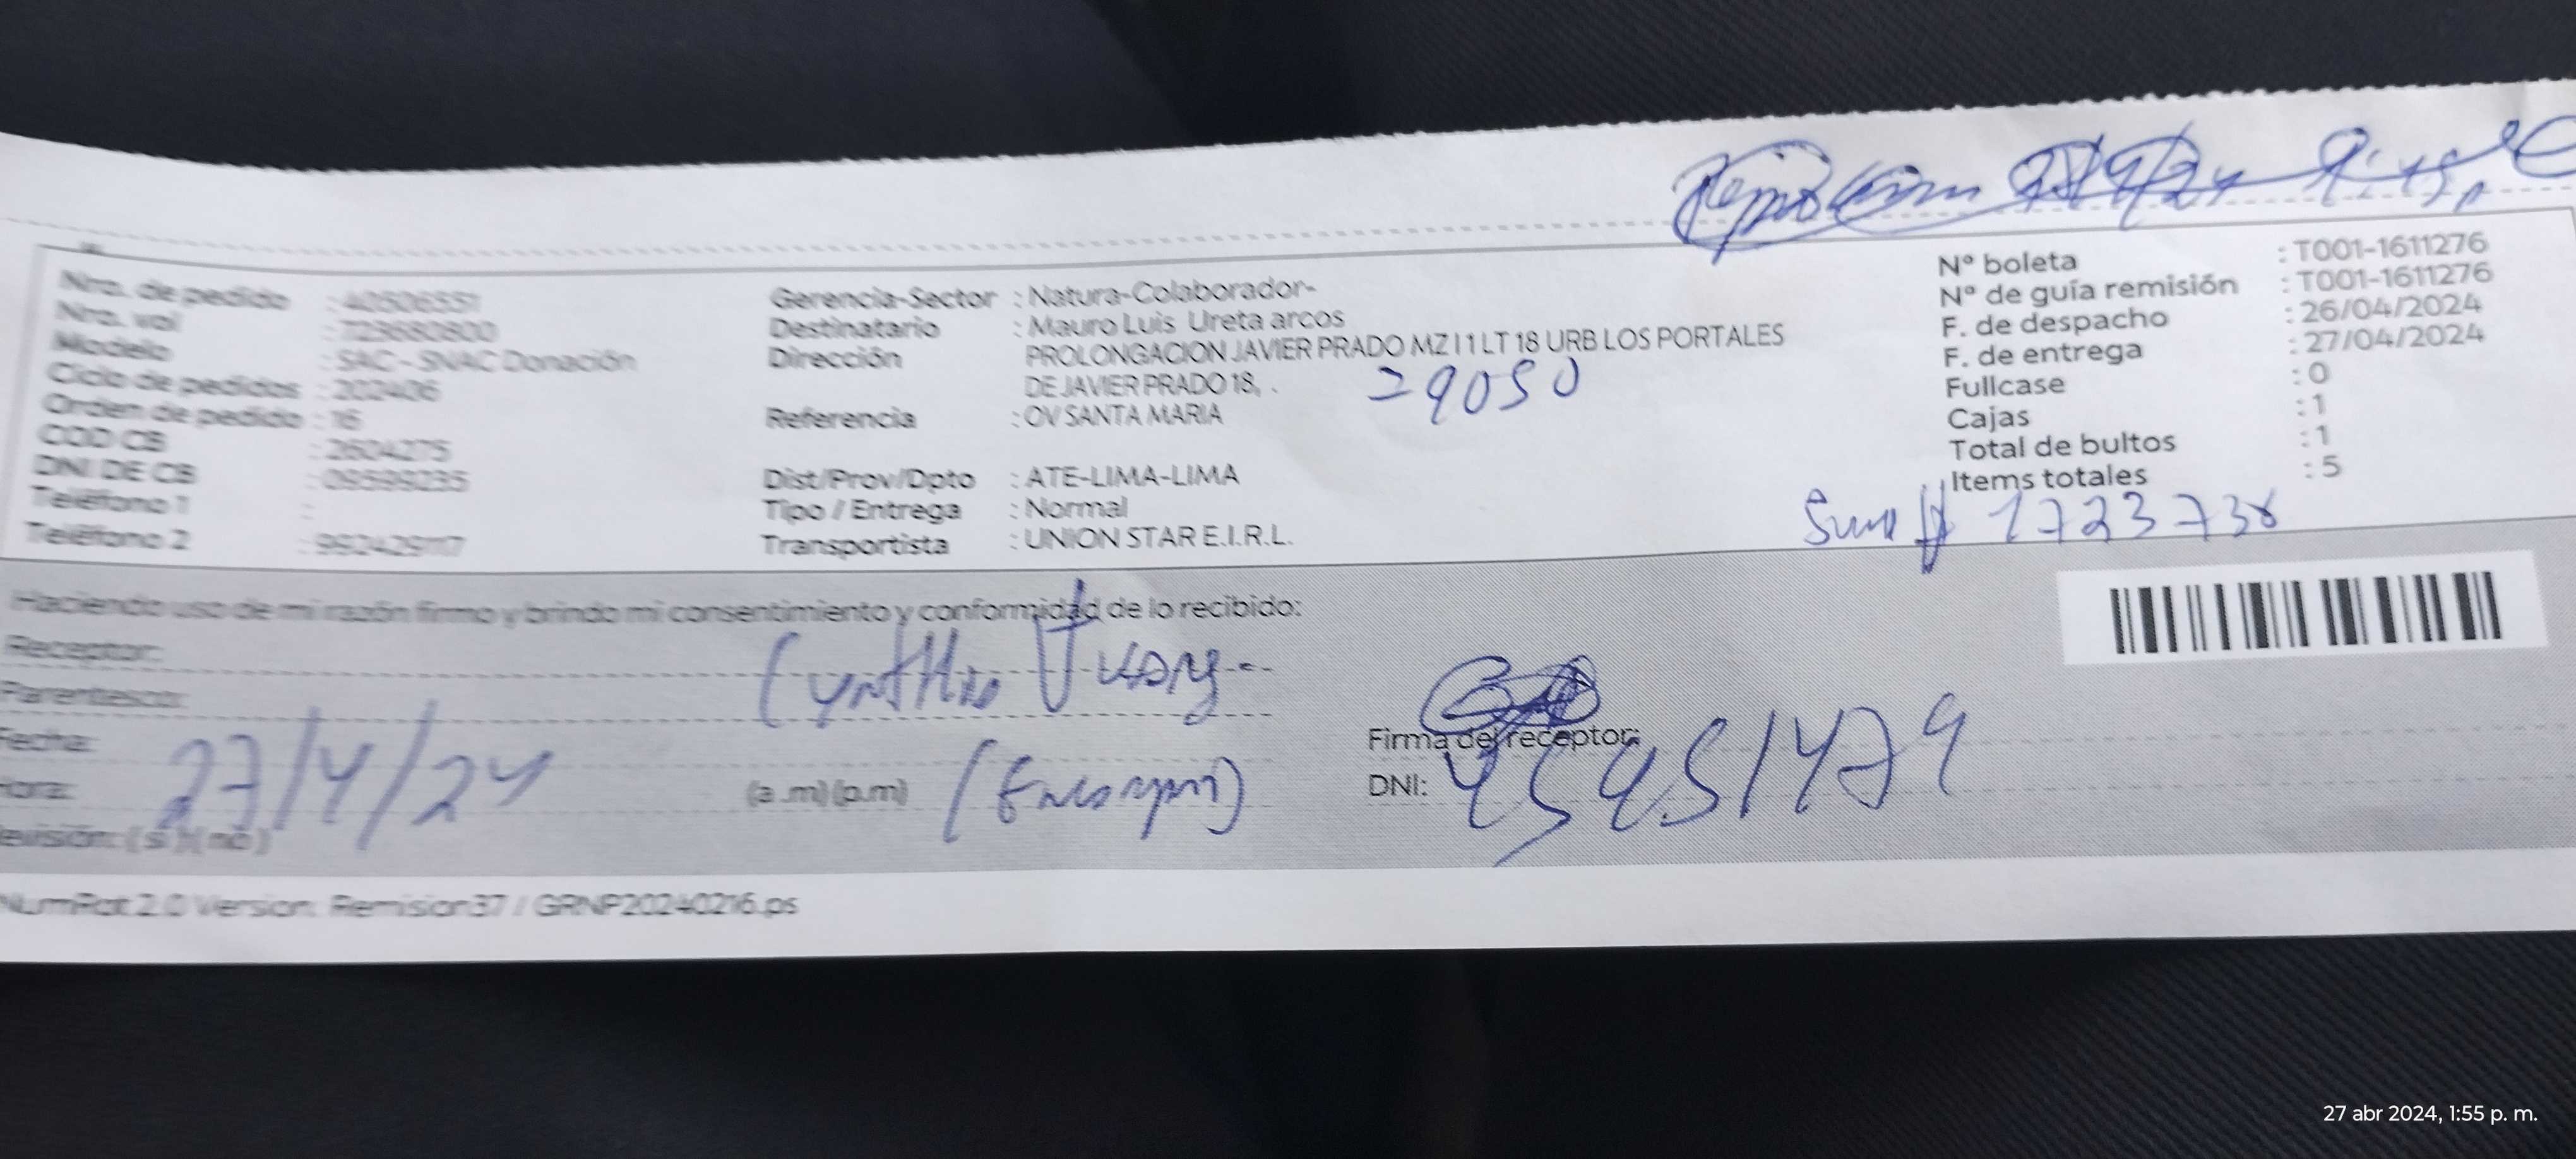 Nro. de pedido : 40506551
Nro. vol : 723680800
Modelo : SAC - SNAC Donación
Ciclo de pedidos : 202406
Orden de pedido : 16
COD CB : 2604275
DNI DE CB : 09599235
Teléfono 1 :
Teléfono 2 : 992429117
Gerencia-Sector : Natura-Colaborador-
Destinatario : Mauro Luis Ureta arcos
Dirección : PROLONGACION JAVIER PRADO MZ I 1 LT 18 URB LOS PORTALES
DE JAVIER PRADO 18, .
29050
Referencia : OV SANTA MARIA
Dist/Prov/Dpto : ATE-LIMA-LIMA
Tipo / Entrega : Normal
Transportista : UNION STAR E.I.R.L.
N° boleta : T001-1611276
N° de guía remisión : T001-1611276
F. de despacho : 26/04/2024
F. de entrega : 27/04/2024
Fullcase : 0
Cajas : 1
Total de bultos : 1
Items totales : 5
1723738
Haciendo uso de mi razón firmo y brindo mi consentimiento y conformidad de lo recibido:
Receptor:
Parentesco:
Fecha: 27/4/24
Hora: (a .m) (p.m)
Revisión: ( si ) ( no )
Firma del receptor:
DNI: 45451479
NumRot 2.0 Version: Remision37 / GRNP20240216.ps
27 abr 2024, 1:55 p. m.